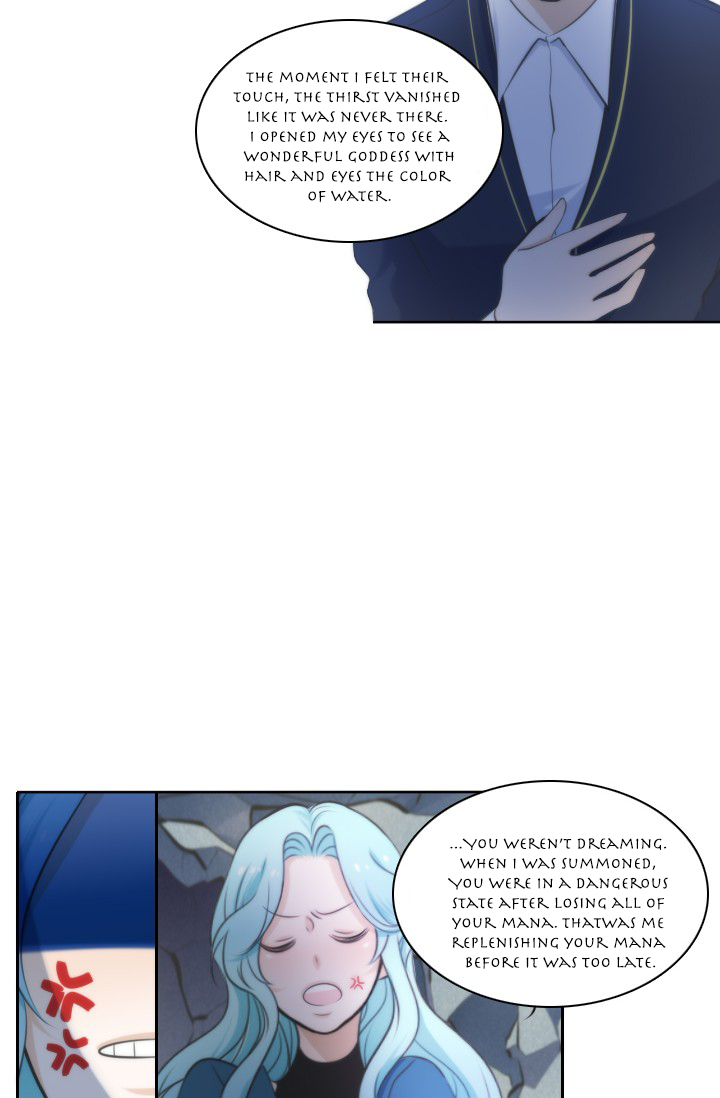 THE MOMENT I FELT THEIR
TOUCH, THE THIRST VANISHED
LIKE IT WAS NEVER THERE.
I OPENED MY EYES TO SEE A
WONDERFUL GODDESS WITH
HAIR AND EYES THE COLOR
OF WATER.
...YOU WEREN'T DREAMING.
WHEN I WAS SUMMONED,
YOU WERE IN A DANGEROUS
STATE AFTER LOSING ALL OF
YOUR MANA. THATWAS ME
REPLENISHING YOUR MANA
BEFORE IT WAS TOO LATE.